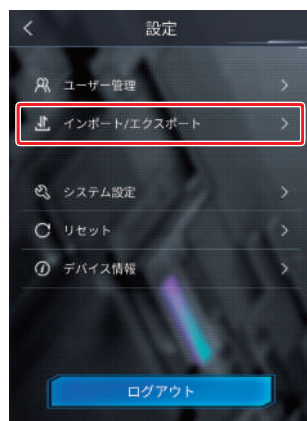 設定
ユーザー管理
インポート/エクスポート
システム設定
リセット
デバイス情報
ログアウト